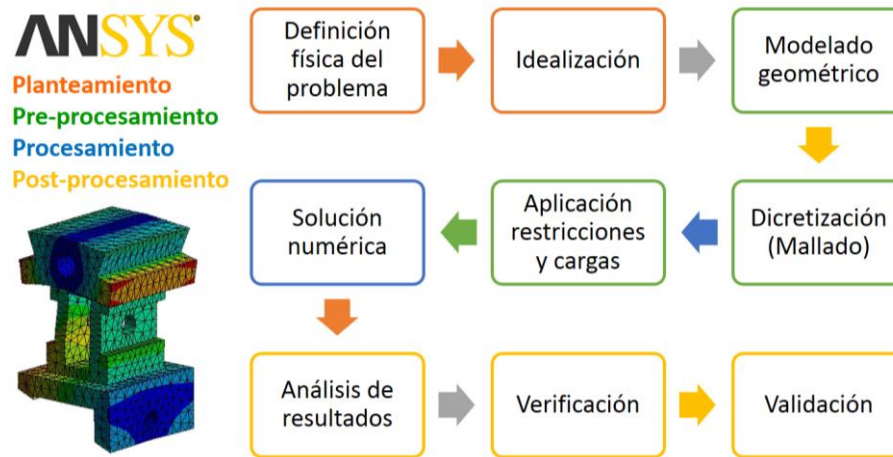 ANSYS®
Planteamiento
Pre-procesamiento
Procesamiento
Post-procesamiento
Definición
física del
problema
Idealización
Modelado
geométrico
Solución
numérica
Aplicación
restricciones
y cargas
Dicretización
(Mallado)
Análisis de
resultados
Verificación
Validación